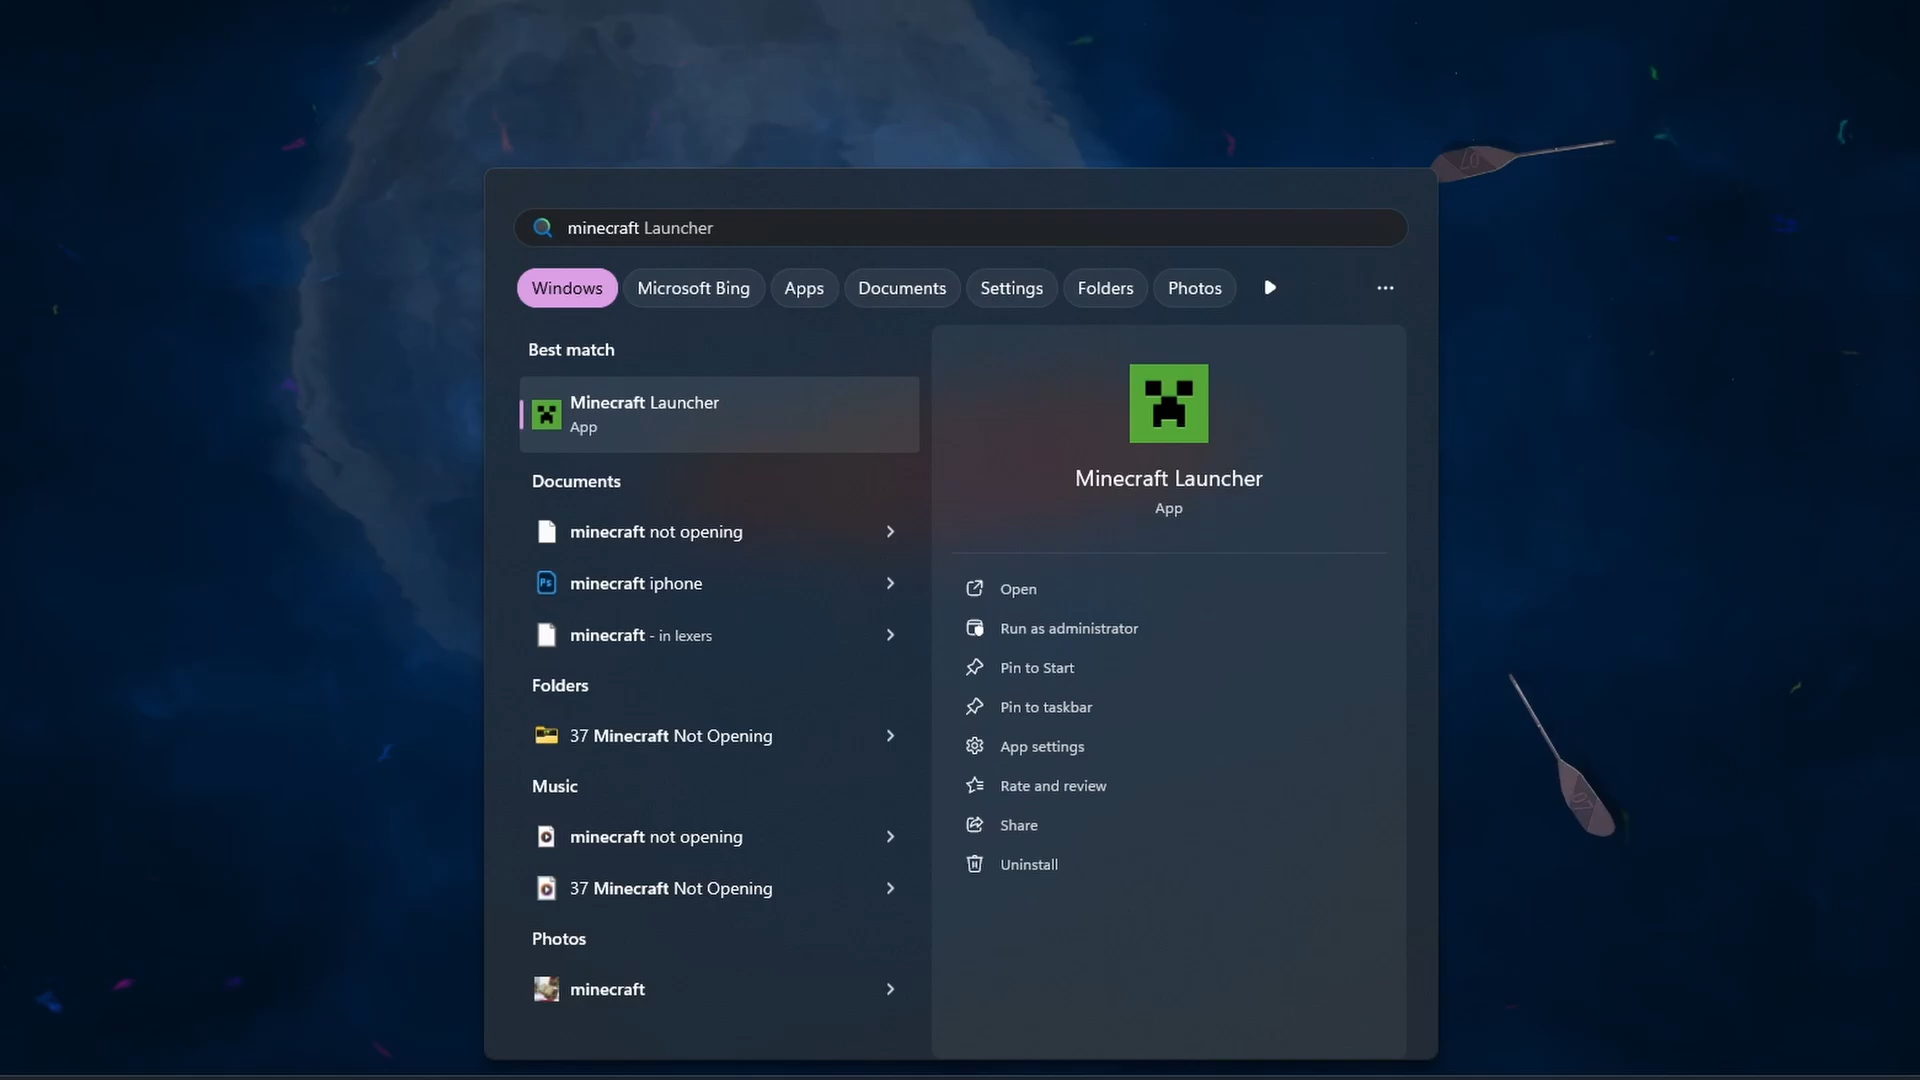 minecraft Launcher
Windows
Microsoft Bing
Apps
Documents
Settings
Folders
Photos
Best match
Minecraft Launcher
App
Documents
minecraft not opening
Ps
minecraft iphone
minecraft - in lexers
Folders
37 Minecraft Not Opening
Music
minecraft not opening
37 Minecraft Not Opening
Photos
minecraft
Minecraft Launcher
App
Open
Run as administrator
Pin to Start
Pin to taskbar
App settings
Rate and review
Share
Uninstall
07
07